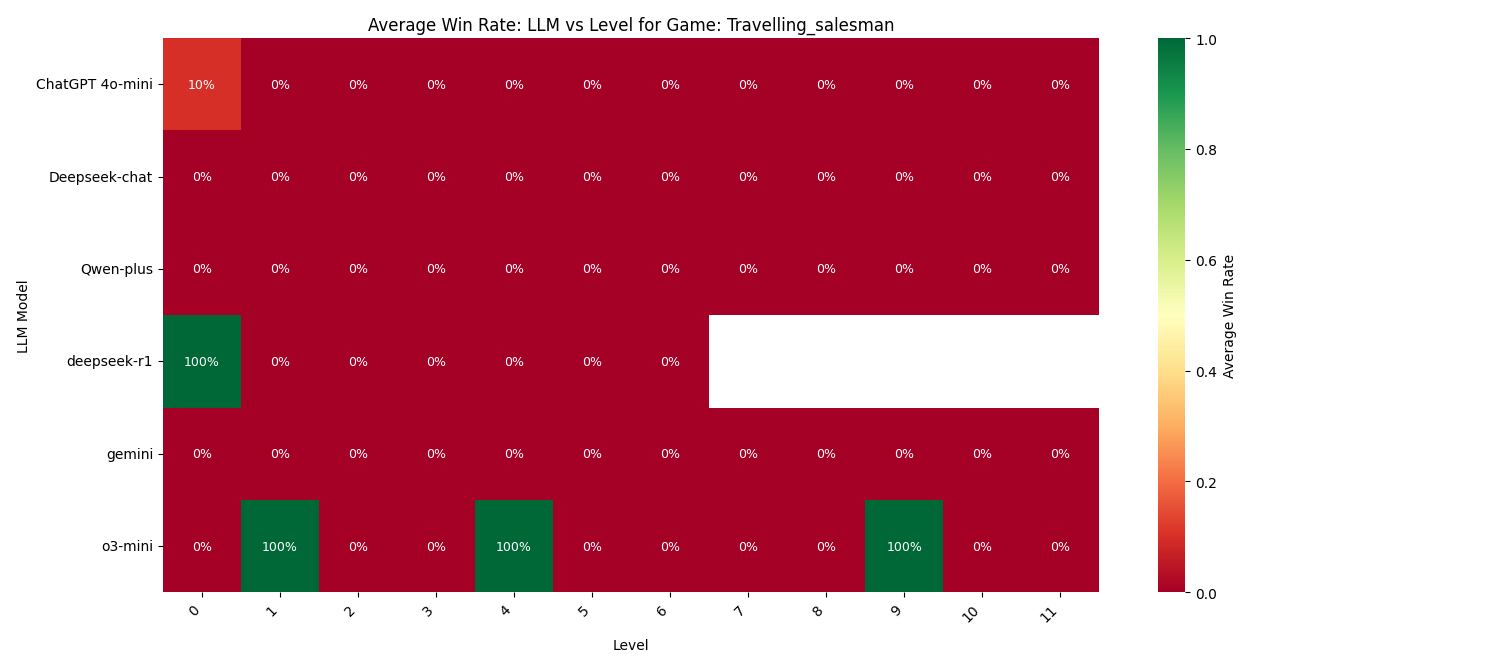 Average Win Rate: LLM vs Level for Game: Travelling_salesman
LLM Model
ChatGPT 4o-mini 10% 0% 0% 0% 0% 0% 0% 0% 0% 0% 0% 0%
Deepseek-chat 0% 0% 0% 0% 0% 0% 0% 0% 0% 0% 0% 0%
Qwen-plus 0% 0% 0% 0% 0% 0% 0% 0% 0% 0% 0% 0%
deepseek-r1 100% 0% 0% 0% 0% 0% 0%
gemini 0% 0% 0% 0% 0% 0% 0% 0% 0% 0% 0% 0%
o3-mini 0% 100% 0% 0% 100% 0% 0% 0% 0% 100% 0% 0%
0 1 2 3 4 5 6 7 8 9 10 11
Level
1.0
0.8
0.6
0.4
0.2
0.0
Average Win Rate